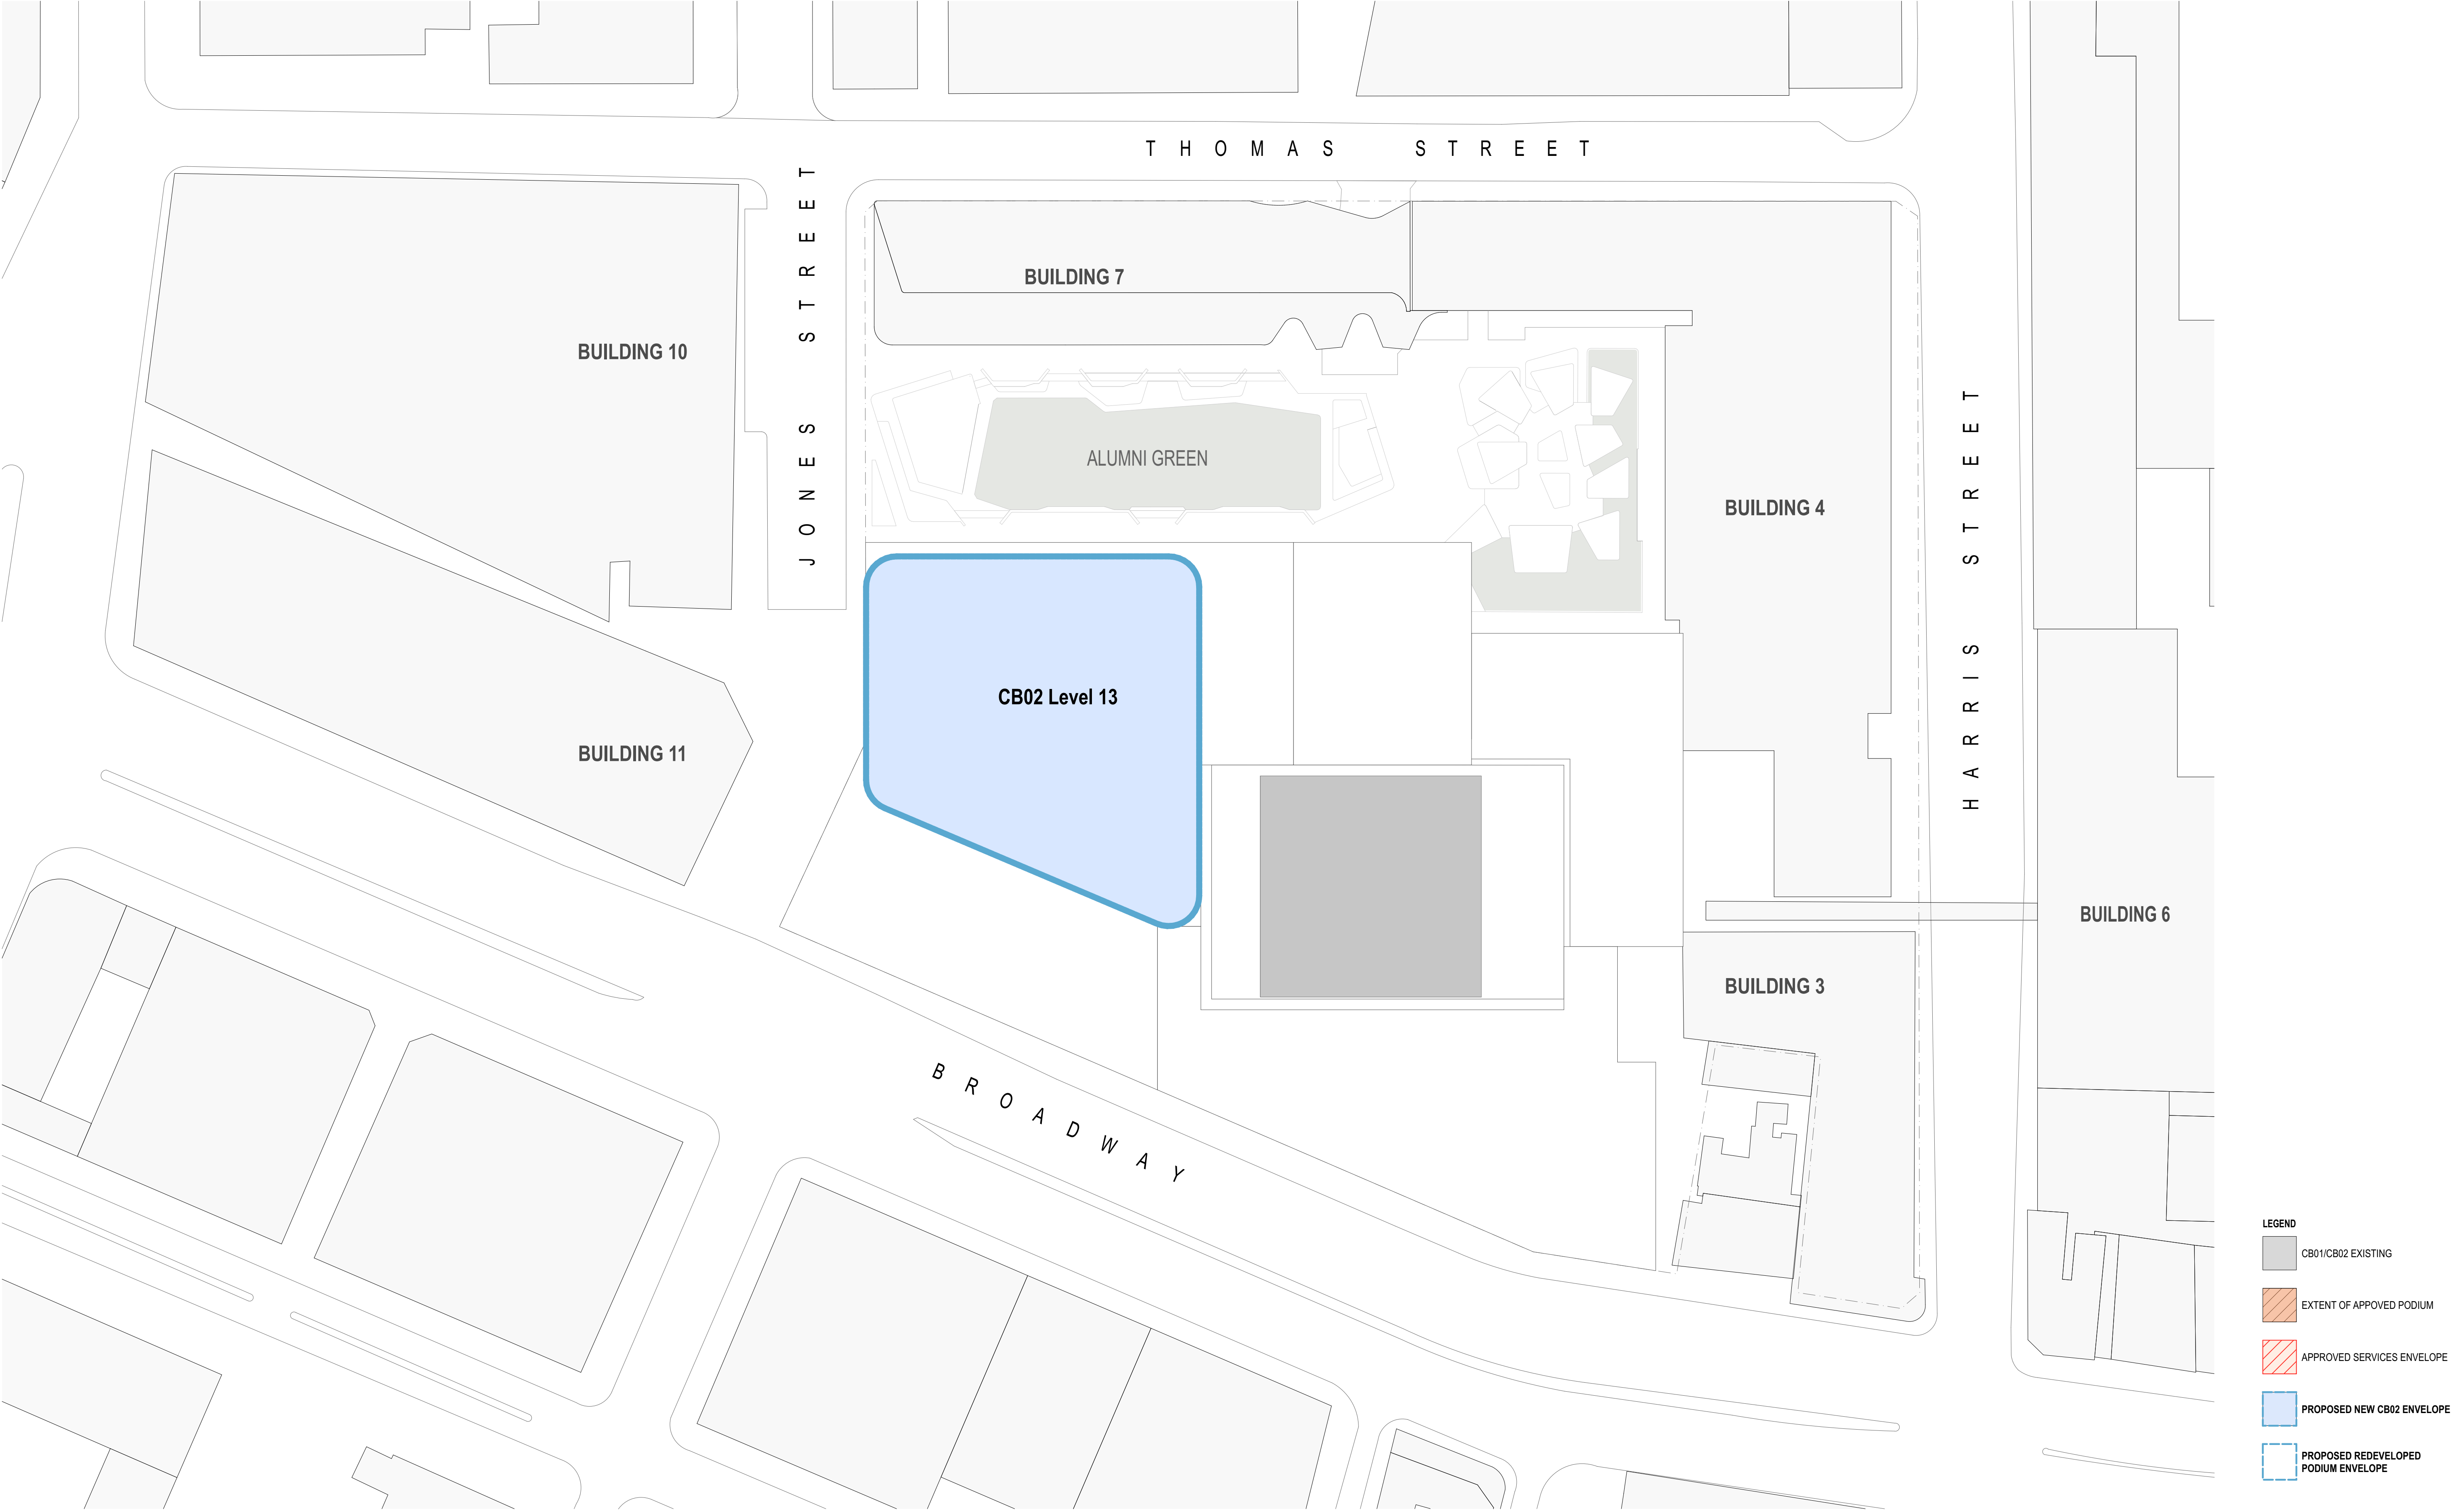 THOMAS STREET
JONES STREET
BUILDING 7
BUILDING 10
ALUMNI GREEN
BUILDING 4
HARRIS STREET
CB02 Level 13
BUILDING 11
BUILDING 6
BUILDING 3
BROADWAY
LEGEND
CB01/CB02 EXISTING
EXTENT OF APPOVED PODIUM
APPROVED SERVICES ENVELOPE
PROPOSED NEW CB02 ENVELOPE
PROPOSED REDEVELOPED
PODIUM ENVELOPE